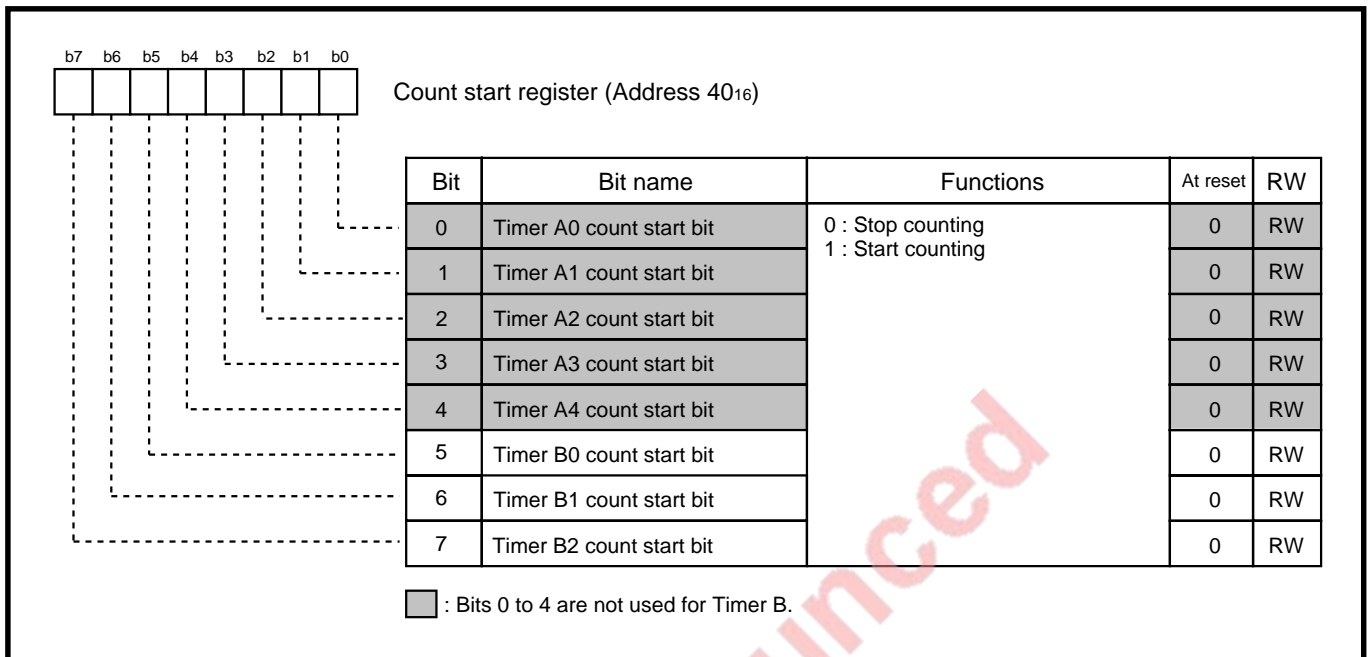 b7 b6 b5 b4 b3 b2 b1 b0
Count start register (Address 40₁₆)
Bit Bit name Functions At reset RW
0 Timer A0 count start bit 0 : Stop counting 0 RW
1 : Start counting
1 Timer A1 count start bit 0 RW
2 Timer A2 count start bit 0 RW
3 Timer A3 count start bit 0 RW
4 Timer A4 count start bit 0 RW
5 Timer B0 count start bit 0 RW
6 Timer B1 count start bit 0 RW
7 Timer B2 count start bit 0 RW
: Bits 0 to 4 are not used for Timer B.